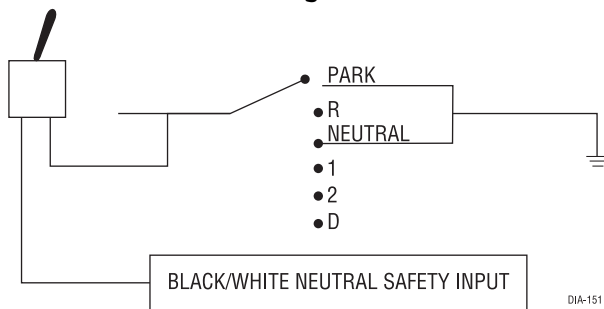 PARK
R
NEUTRAL
1
2
D
BLACK/WHITE NEUTRAL SAFETY INPUT
DIA-151